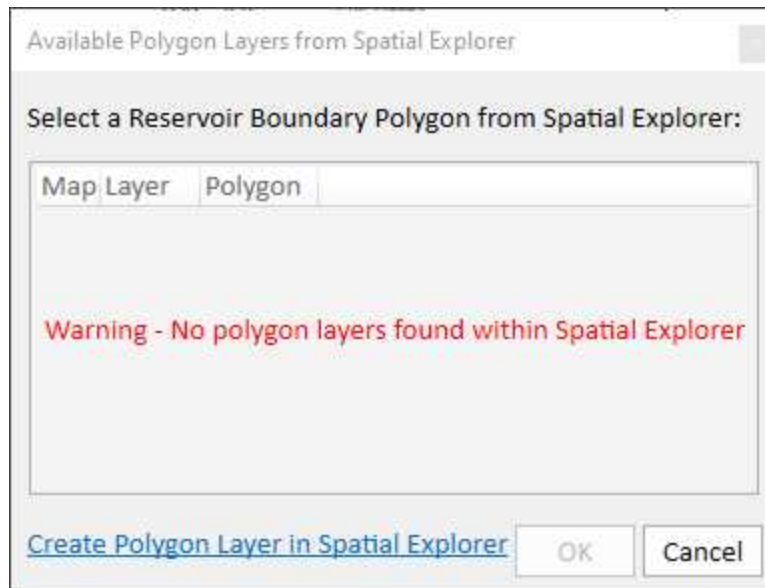 Available Polygon Layers from Spatial Explorer
Select a Reservoir Boundary Polygon from Spatial Explorer:
Map Layer Polygon
Warning - No polygon layers found within Spatial Explorer
Create Polygon Layer in Spatial Explorer OK Cancel